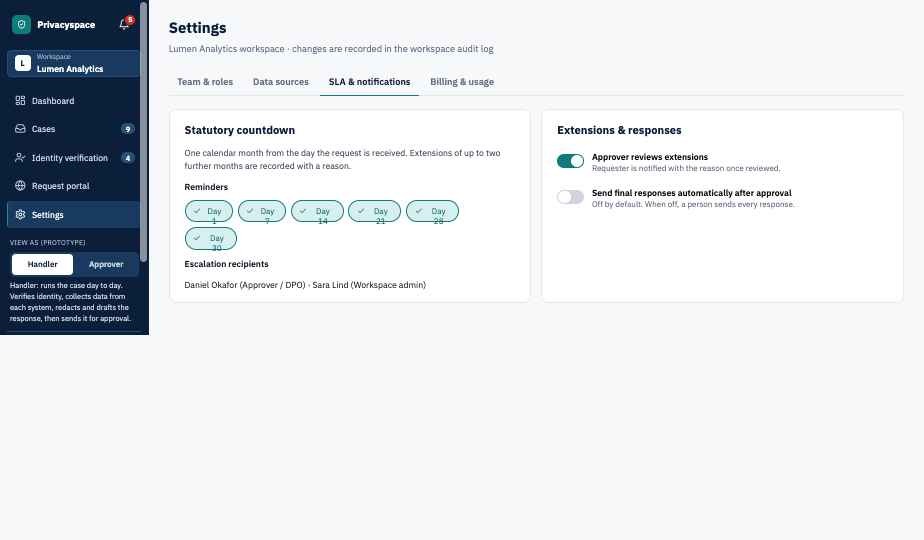 Privacyspace
5
L
Workspace
Lumen Analytics
Dashboard
Cases
9
Identity verification
4
Request portal
Settings
VIEW AS (PROTOTYPE)
Handler
Approver
Handler: runs the case day to day.
Verifies identity, collects data from
each system, redacts and drafts the
response, then sends it for approval.
Settings
Lumen Analytics workspace · changes are recorded in the workspace audit log
Team & roles
Data sources
SLA & notifications
Billing & usage
Statutory countdown
One calendar month from the day the request is received. Extensions of up to two
further months are recorded with a reason.
Reminders
Day
1
Day
7
Day
14
Day
21
Day
28
Day
30
Escalation recipients
Daniel Okafor (Approver / DPO) · Sara Lind (Workspace admin)
Extensions & responses
Approver reviews extensions
Requester is notified with the reason once reviewed.
Send final responses automatically after approval
Off by default. When off, a person sends every response.